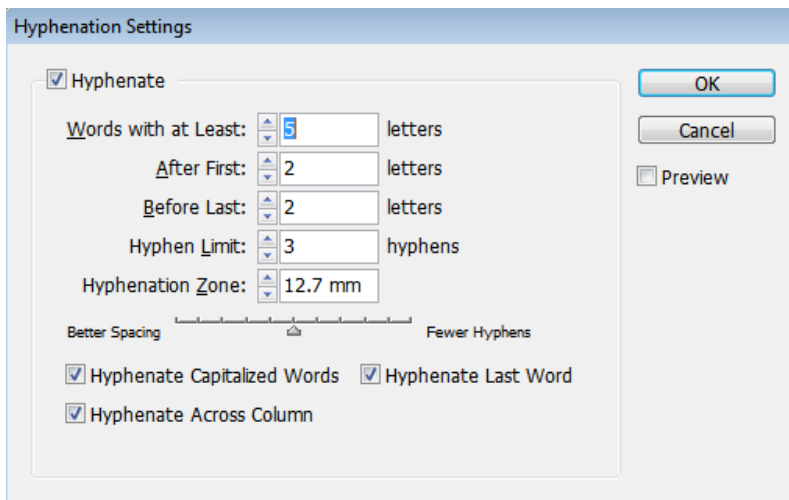 Hyphenation Settings
Hyphenate
OK
Words with at Least: 5 letters
Cancel
After First: 2 letters
Preview
Before Last: 2 letters
Hyphen Limit: 3 hyphens
Hyphenation Zone: 12.7 mm
Better Spacing Fewer Hyphens
Hyphenate Capitalized Words Hyphenate Last Word
Hyphenate Across Column